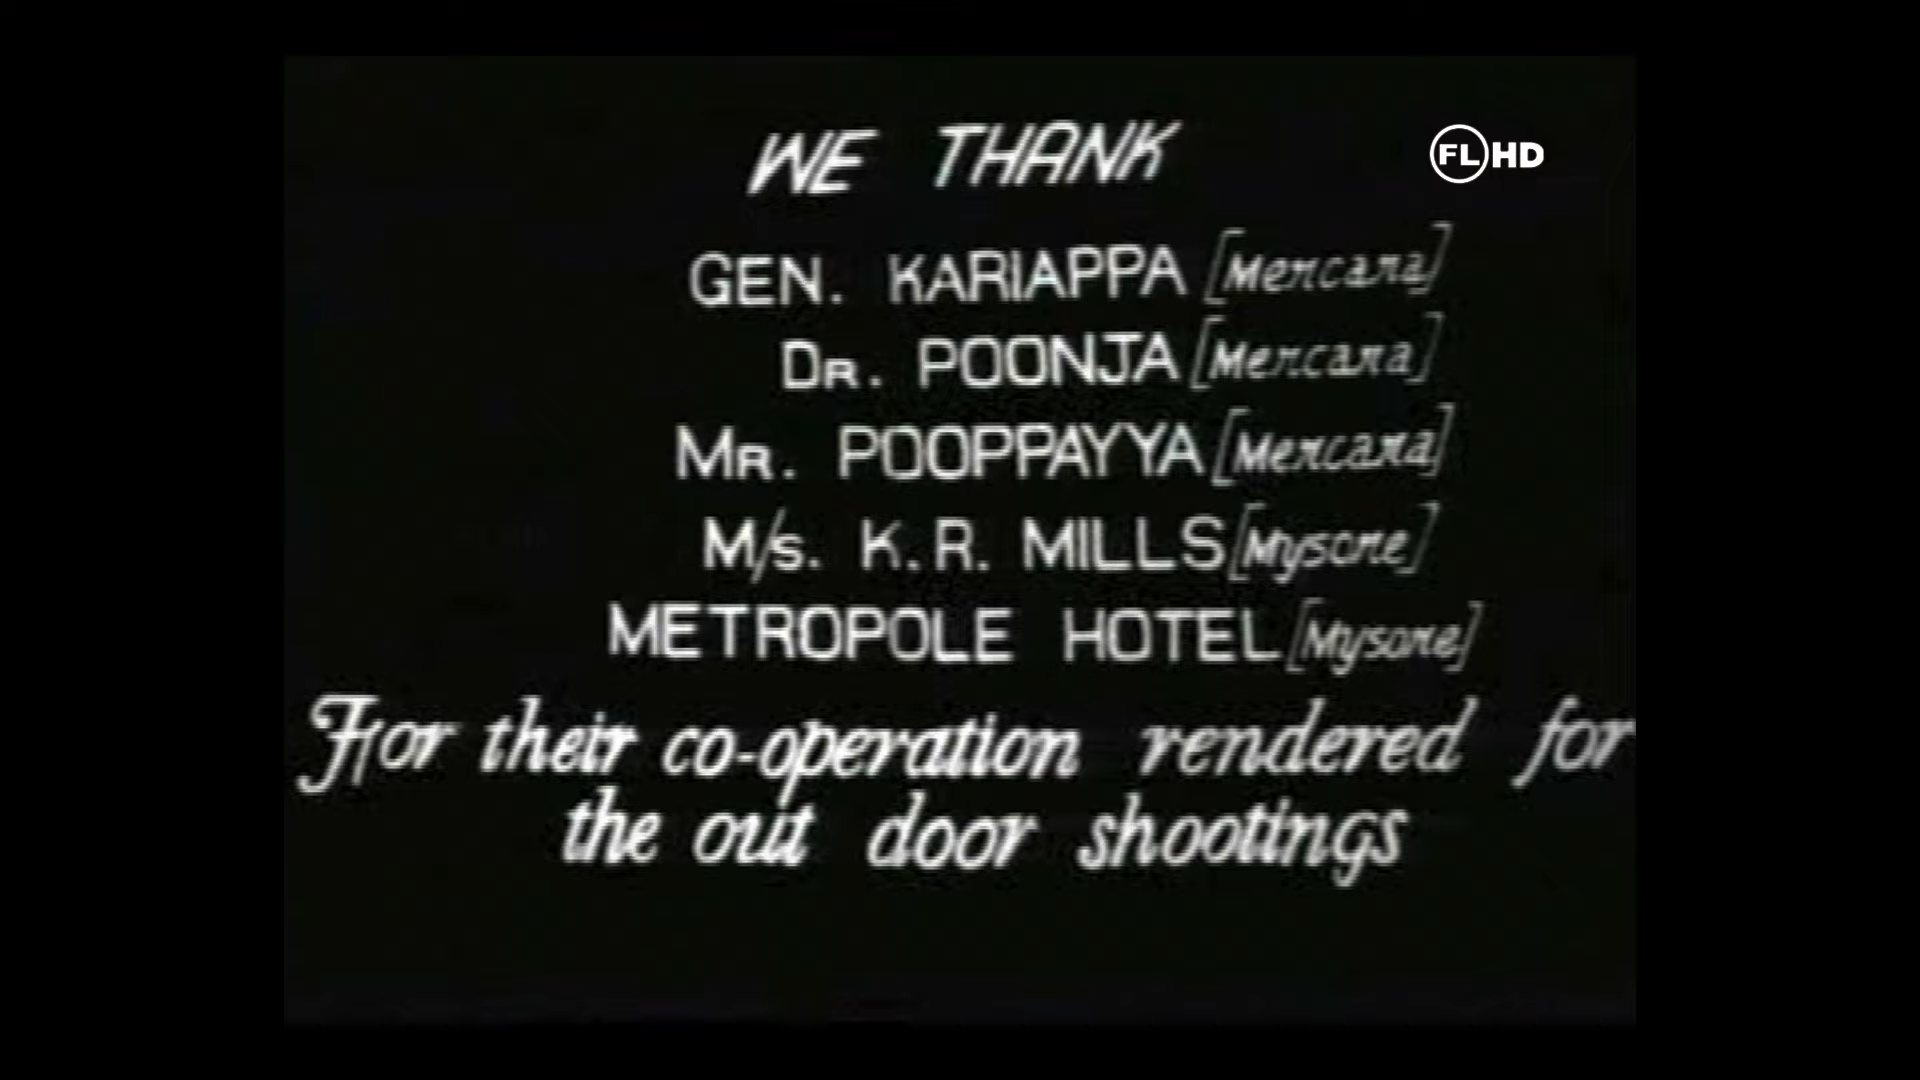 WE THANK
FL HD
GEN. KARIAPPA [Mercara]
DR. POONJA [Mercara]
MR. POOPPAYYA [Mercara]
M/s. K.R. MILLS [Mysore]
METROPOLE HOTEL [Mysore]
For their co-operation rendered for
the out door shootings